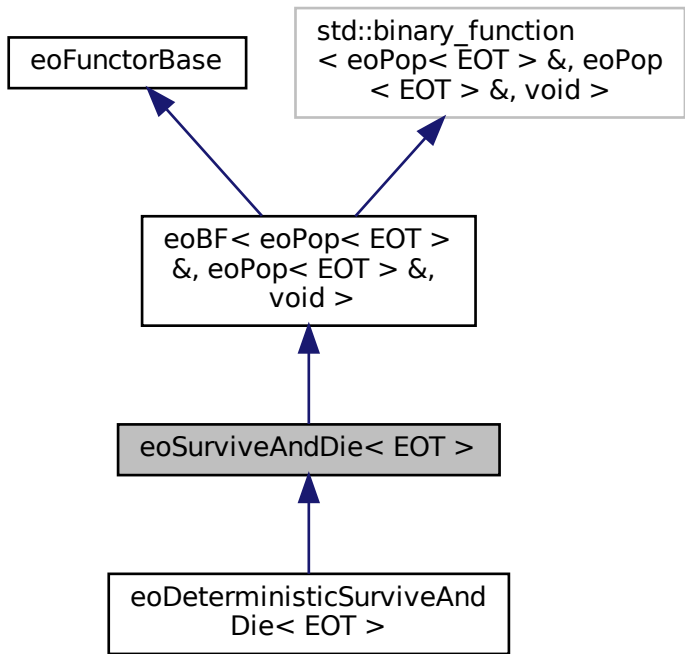 eoFunctorBase
std::binary_function
< eoPop< EOT > &, eoPop
< EOT > &, void >
eoBF< eoPop< EOT >
&, eoPop< EOT > &,
void >
eoSurviveAndDie< EOT >
eoDeterministicSurviveAnd
Die< EOT >